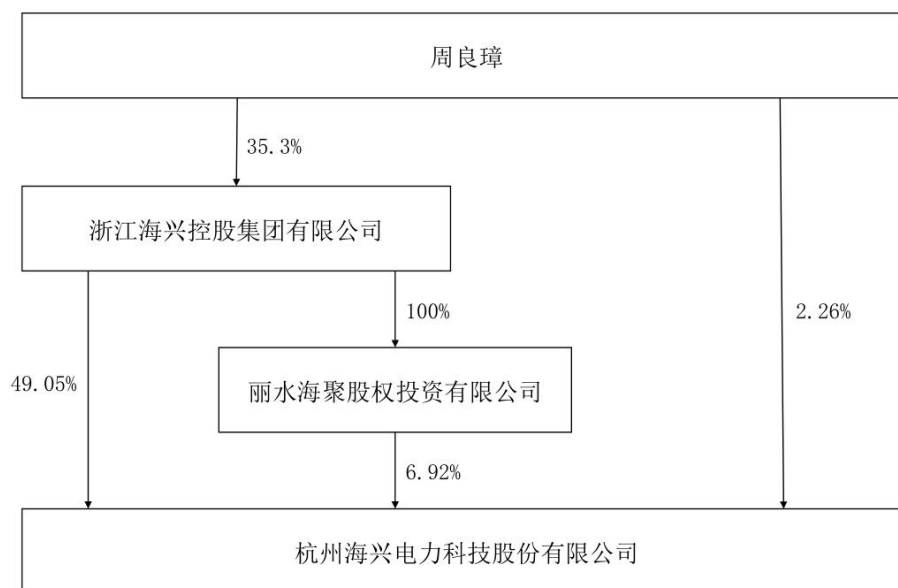 周良璋
35.3%
浙江海兴控股集团有限公司
100%
2.26%
49.05%
丽水海聚股权投资有限公司
6.92%
杭州海兴电力科技股份有限公司